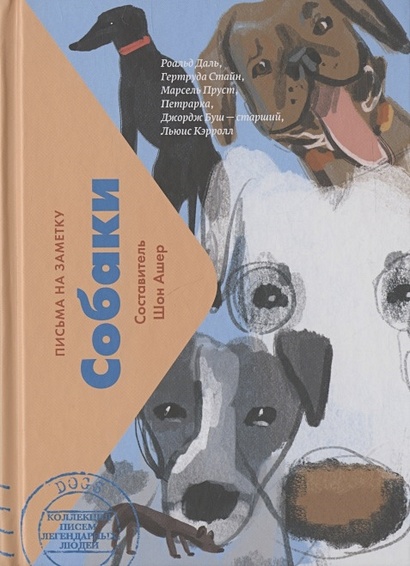 Роальд Даль,
Гертруда Стайн,
Марсель Пруст,
Петрарка,
Джордж Буш — старший,
Льюис Кэрролл
ПИСЬМА НА ЗАМЕТКУ
Собаки
Составитель
Шон Ашер
DOGS
КОЛЛЕКЦИЯ
ПИСЕМ
ЛЕГЕНДАРНЫХ
ЛЮДЕЙ